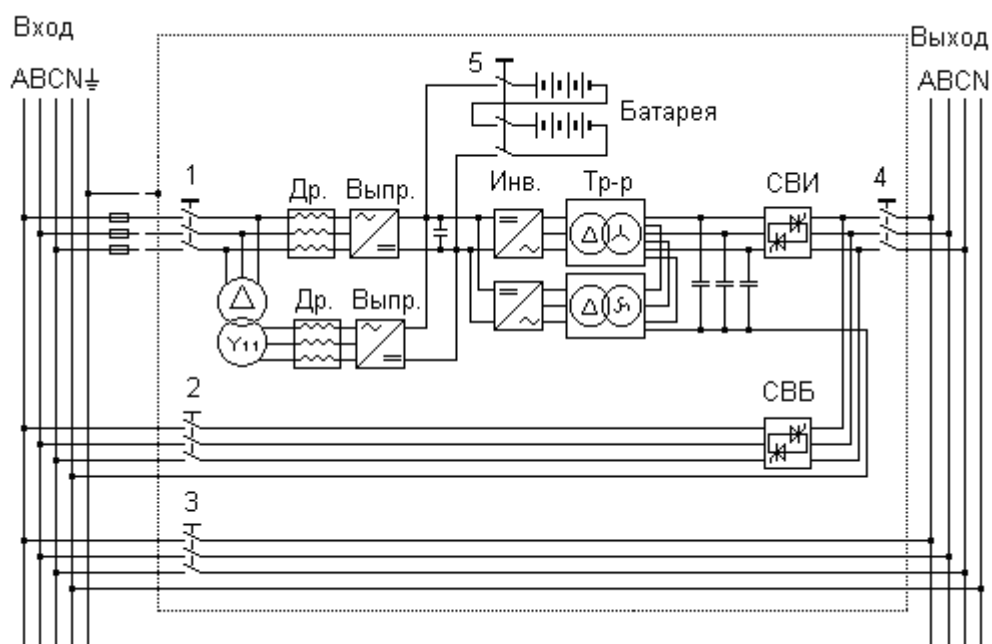 Вход
Выход
ABCN
ABCN
5
Батарея
1
Др.
Выпр.
Инв.
Тр-р
СВИ
4
Δ
Δ
Y11
Др.
Выпр.
Δ
2
СВБ
3